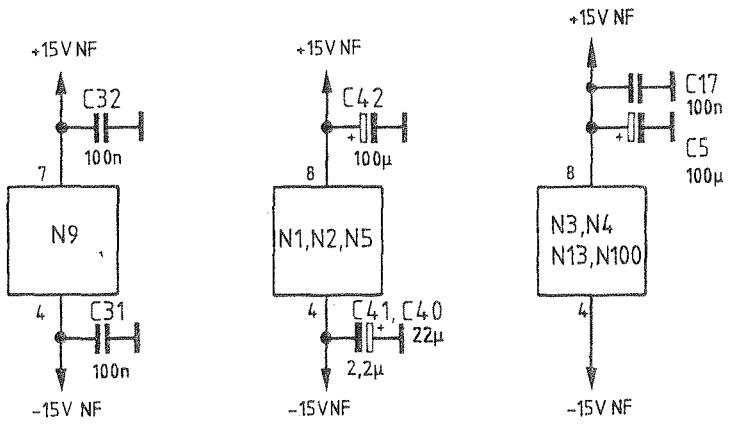 +15V NF
C32
100n
7
N9
4
C31
100n
-15V NF
+15V NF
C42
+
100µ
8
N1,N2,N5
4
C41, C40
+
22µ
2,2µ
-15V NF
+15V NF
C17
100n
+
C5
100µ
8
N3,N4
N13,N100
4
-15V NF